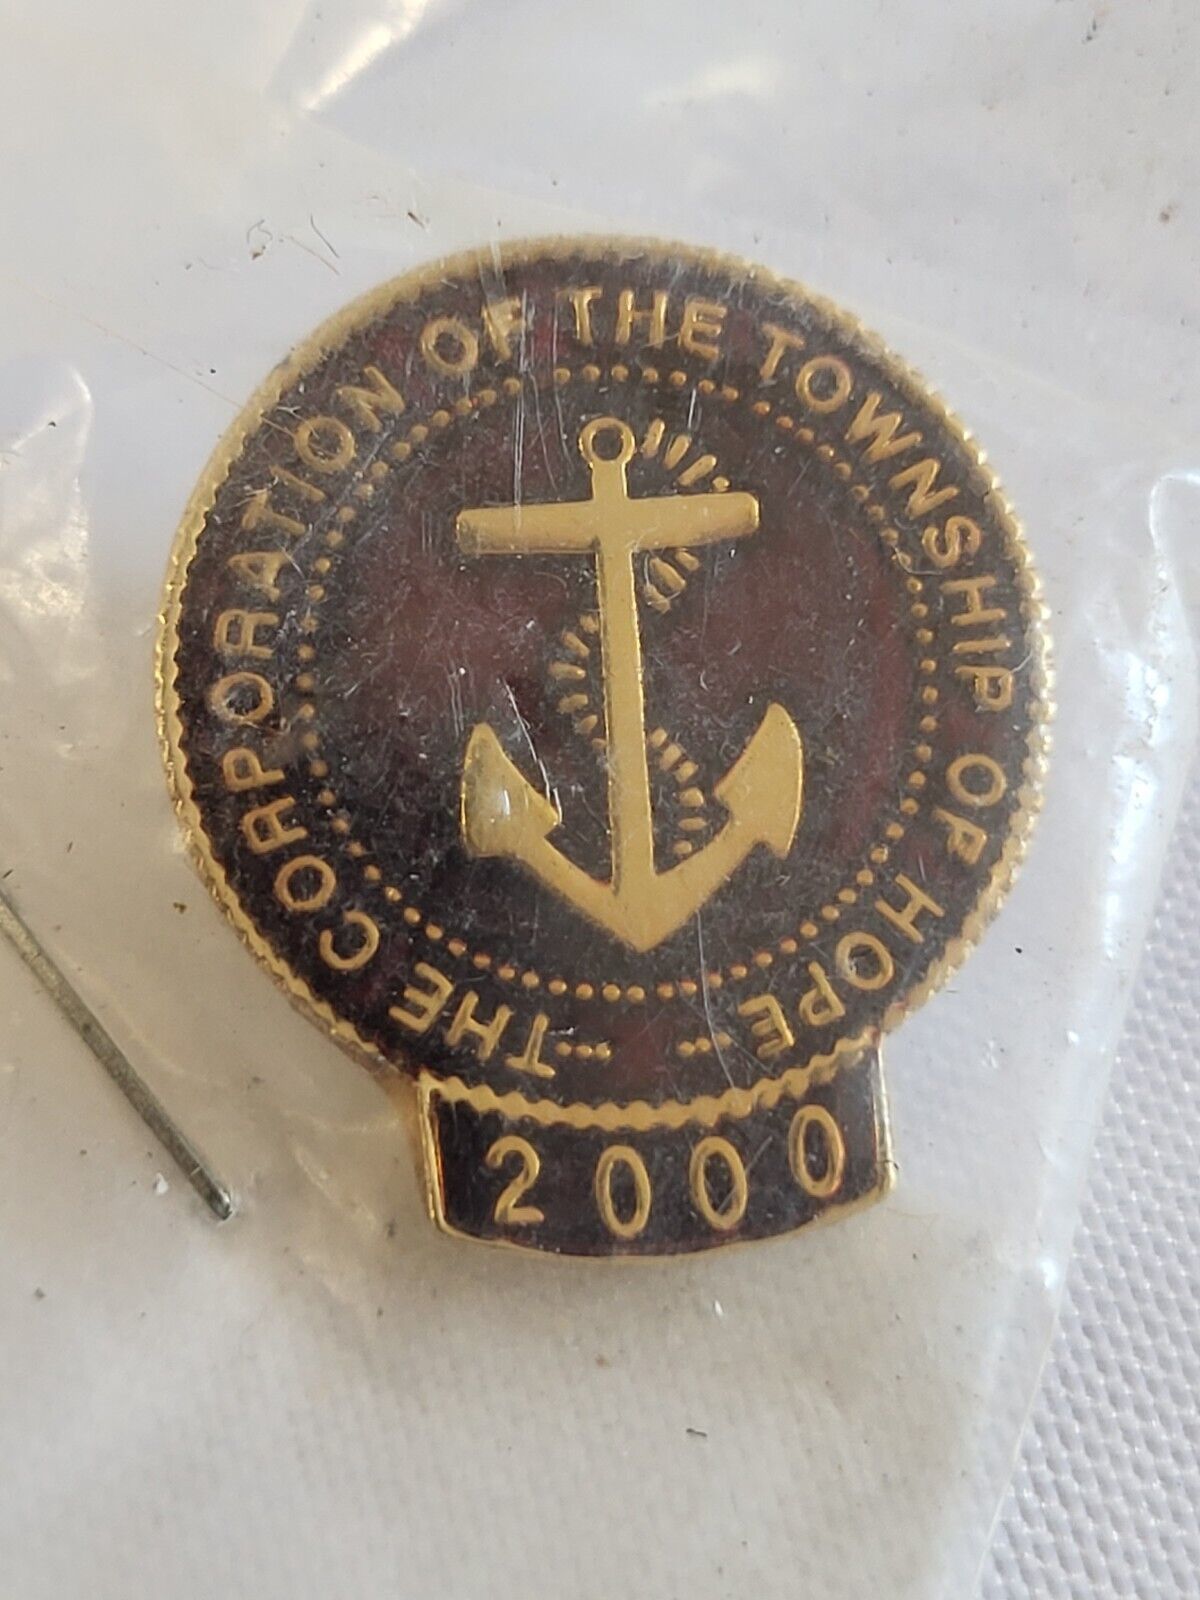 THE CORPORATION OF THE TOWNSHIP OF HOPE
2000